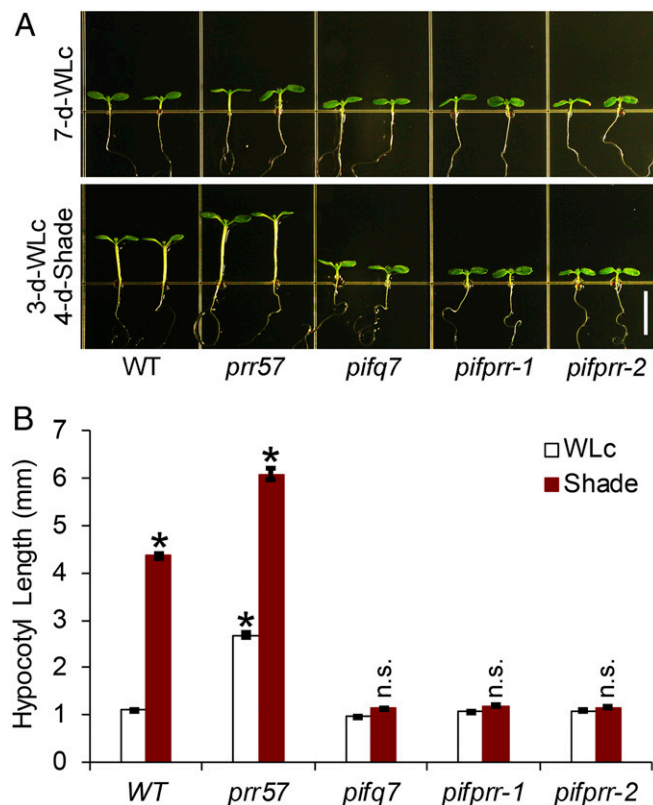 A
7-d-WLc
3-d-WLc
4-d-Shade
WT prr57 pifq7 pifprr-1 pifprr-2
B
Hypocotyl Length (mm)
7
6
5
4
3
2
1
0
WLc
Shade
*
*
*
n.s.
n.s.
n.s.
WT prr57 pifq7 pifprr-1 pifprr-2